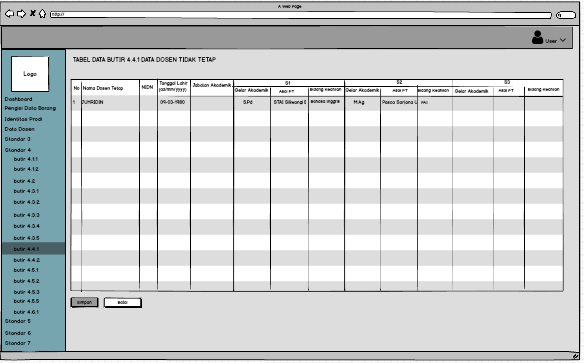 A Web Page
http://
User
Logo
Dashboard
Pengisi Data Borang
Identitas Prodi
Data Dosen
Standar 3
Standar 4
butir 4.1.1
butir 4.1.2
butir 4.2
butir 4.3.1
butir 4.3.2
butir 4.3.3
butir 4.3.4
butir 4.3.5
butir 4.4.1
butir 4.4.2
butir 4.5.1
butir 4.5.2
butir 4.5.3
butir 4.5.5
butir 4.6.1
Standar 5
Standar 6
Standar 7
TABEL DATA BUTIR 4.4.1 DATA DOSEN TIDAK TETAP
S1 S2 S3
No Nama Dosen Tetap NIDN Tanggal Lahir (dd/mm/yyyy) Jabatan Akademik Gelar Akademik Asal PT Bidang Keahlian Gelar Akademik Asal PT Bidang Keahlian Gelar Akademik Asal PT Bidang Keahlian
1 ZUHRIDIN 09-03-1980 S.Pd STAI Siliwangi B Bahasa Inggris M.Ag Pasca Sarjana U PAI
Simpan Batal